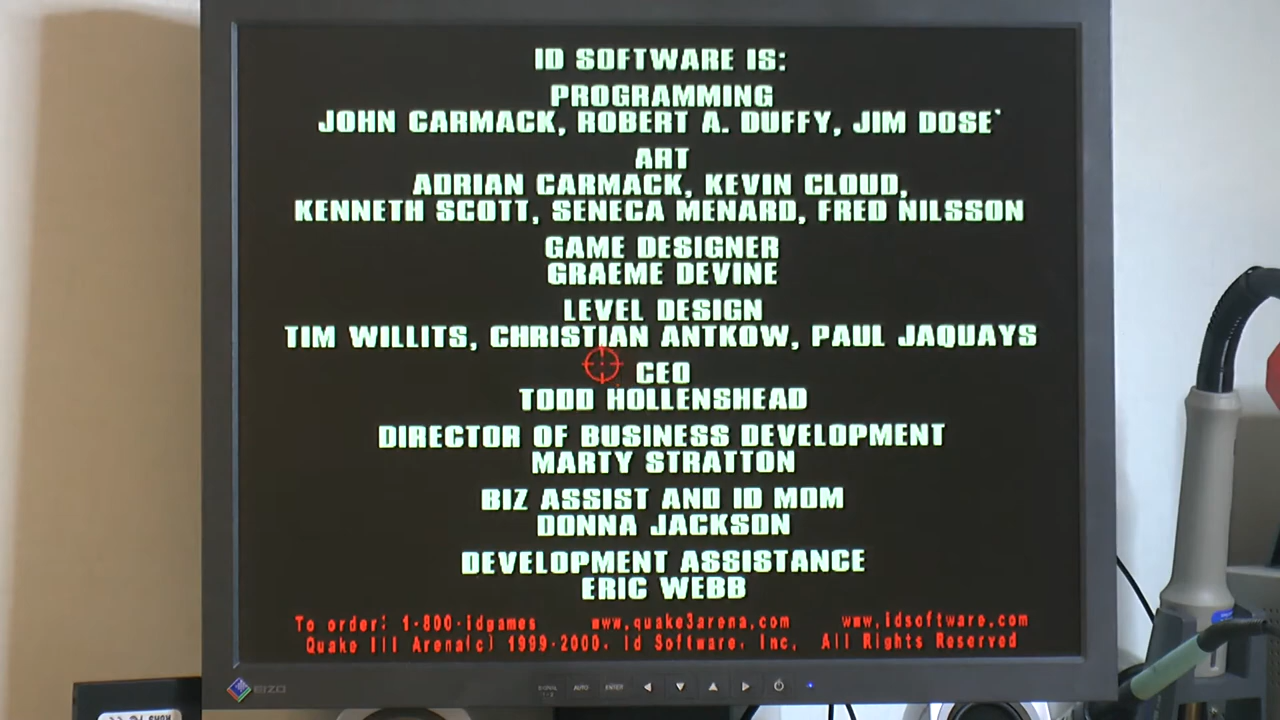 ID SOFTWARE IS:
PROGRAMMING
JOHN CARMACK, ROBERT A. DUFFY, JIM DOSE'
ART
ADRIAN CARMACK, KEVIN CLOUD,
KENNETH SCOTT, SENECA MENARD, FRED NILSSON
GAME DESIGNER
GRAEME DEVINE
LEVEL DESIGN
TIM WILLITS, CHRISTIAN ANTKOW, PAUL JAQUAYS
CEO
TODD HOLLENSHEAD
DIRECTOR OF BUSINESS DEVELOPMENT
MARTY STRATTON
BIZ ASSIST AND ID MOM
DONNA JACKSON
DEVELOPMENT ASSISTANCE
ERIC WEBB
To order: 1-800-idgames www.quake3arena.com www.idsoftware.com
Quake III Arena(c) 1999-2000, Id Software, Inc. All Rights Reserved
EIZO
SIGNAL AUTO ENTER